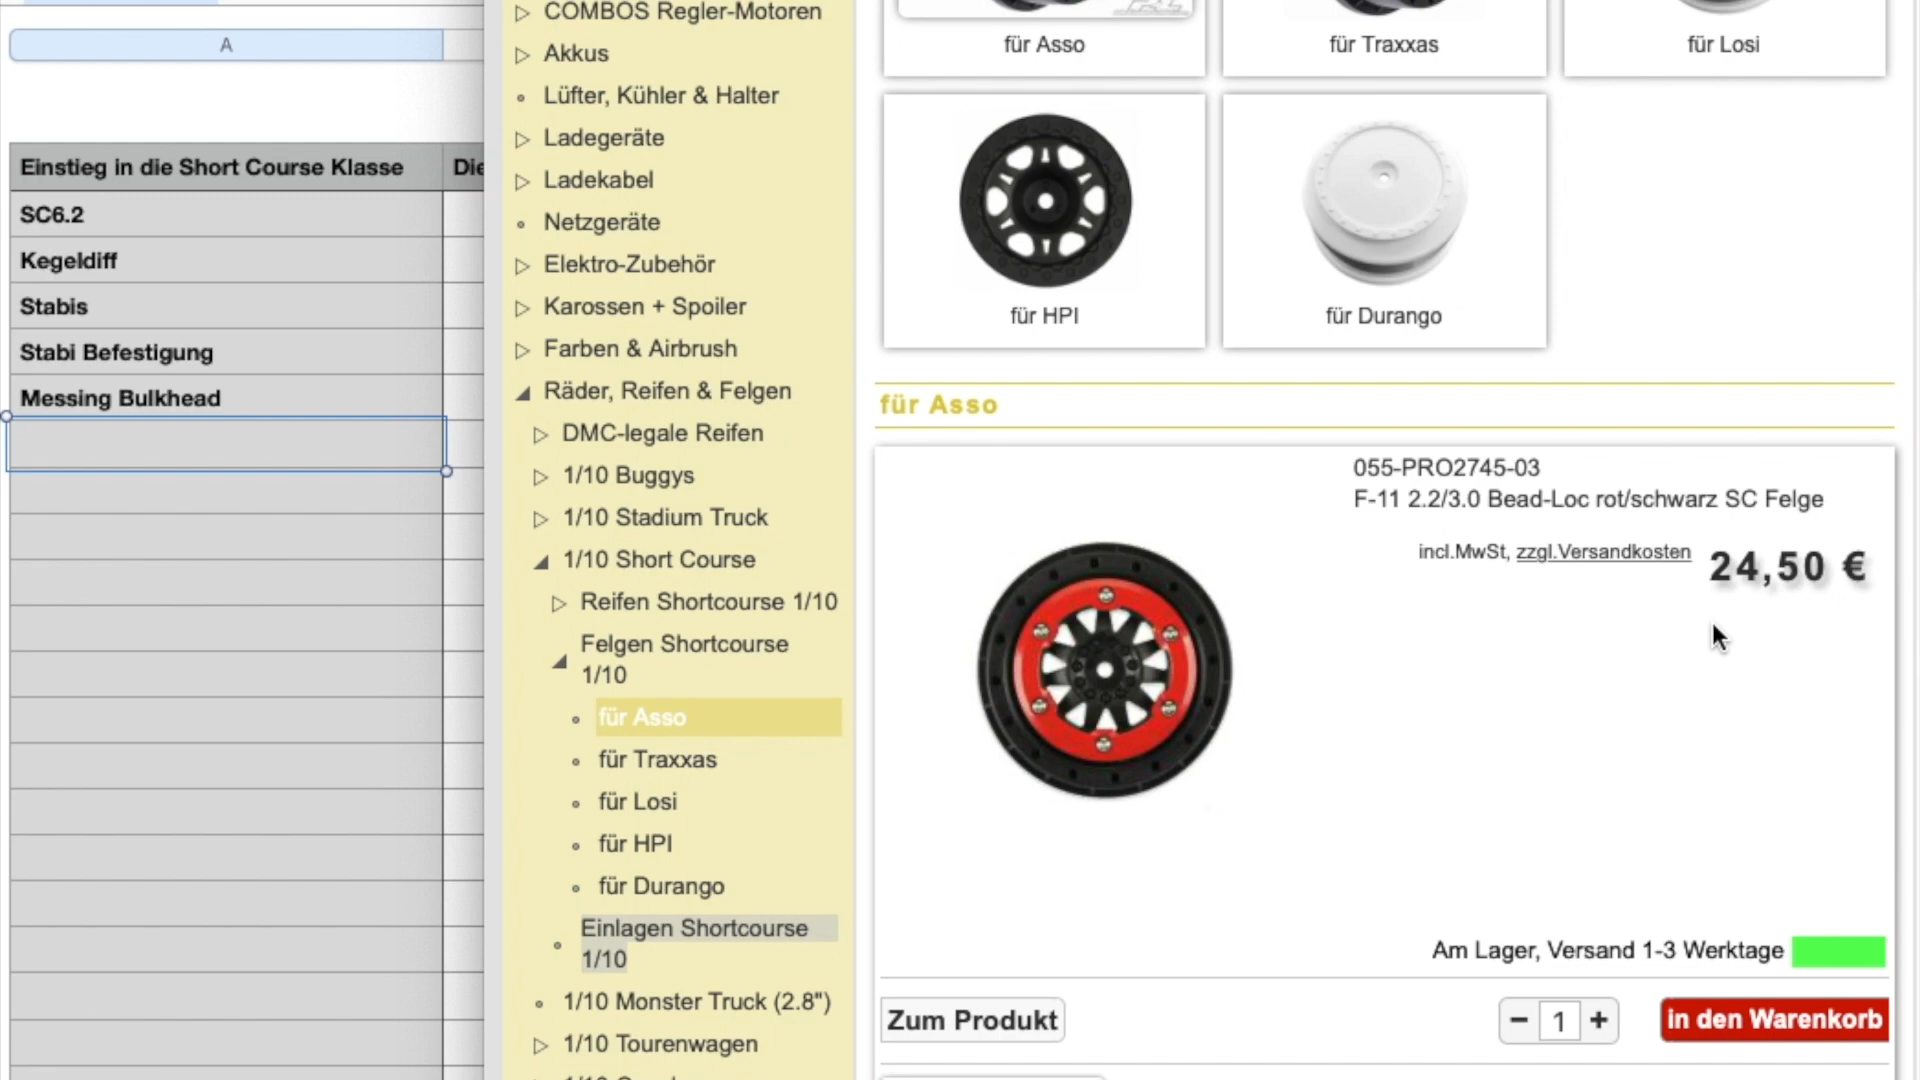 A
Einstieg in die Short Course Klasse
Die
SC6.2
Kegeldiff
Stabis
Stabi Befestigung
Messing Bulkhead
COMBOS Regler-Motoren
Akkus
Lüfter, Kühler & Halter
Ladegeräte
Ladekabel
Netzgeräte
Elektro-Zubehör
Karossen + Spoiler
Farben & Airbrush
Räder, Reifen & Felgen
DMC-legale Reifen
1/10 Buggys
1/10 Stadium Truck
1/10 Short Course
Reifen Shortcourse 1/10
Felgen Shortcourse
1/10
für Asso
für Traxxas
für Losi
für HPI
für Durango
Einlagen Shortcourse
1/10
1/10 Monster Truck (2.8")
1/10 Tourenwagen
für Asso
für Traxxas
für Losi
für HPI
für Durango
für Asso
055-PRO2745-03
F-11 2.2/3.0 Bead-Loc rot/schwarz SC Felge
incl.MwSt, zzgl.Versandkosten
24,50 €
Am Lager, Versand 1-3 Werktage
Zum Produkt
− 1 +
in den Warenkorb